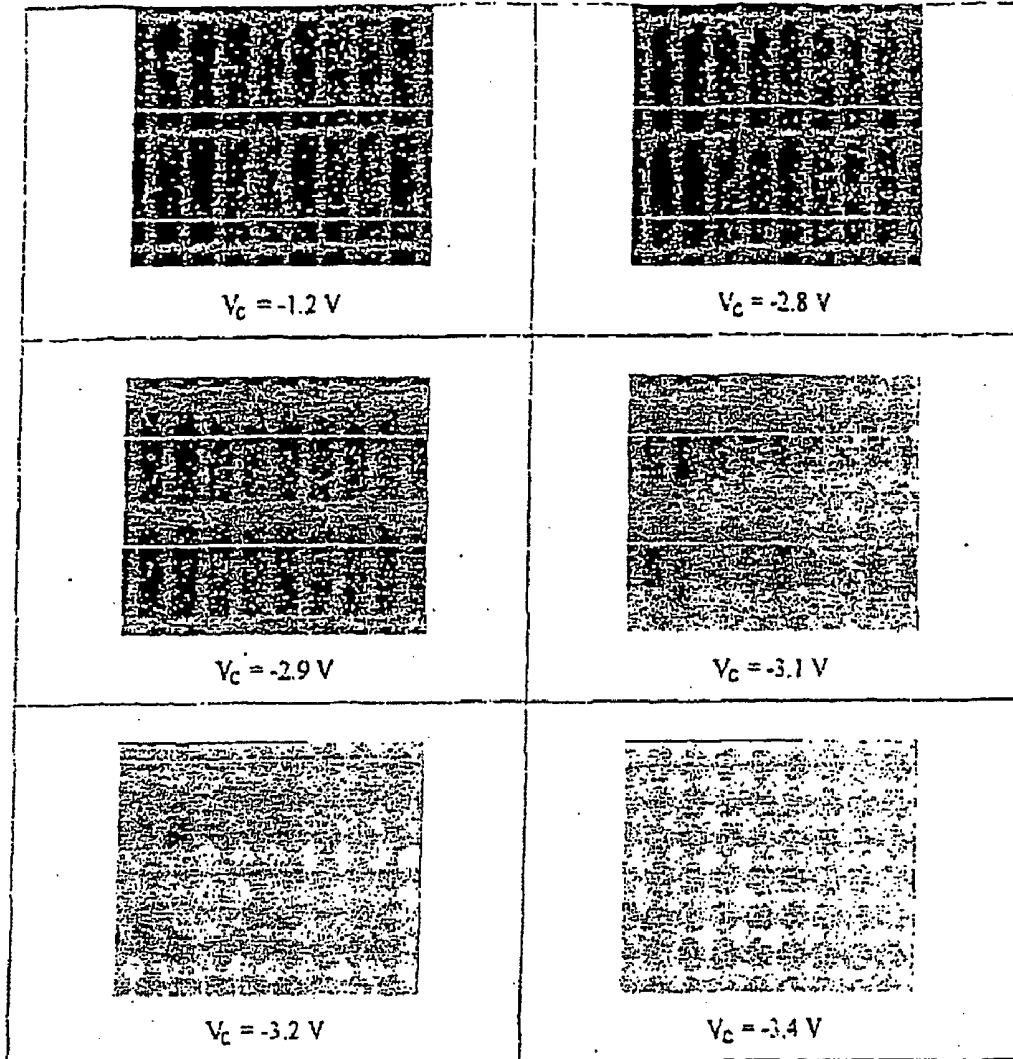 V_C = -1.2 V
V_C = -2.8 V
V_C = -2.9 V
V_C = -3.1 V
V_C = -3.2 V
V_C = -3.4 V